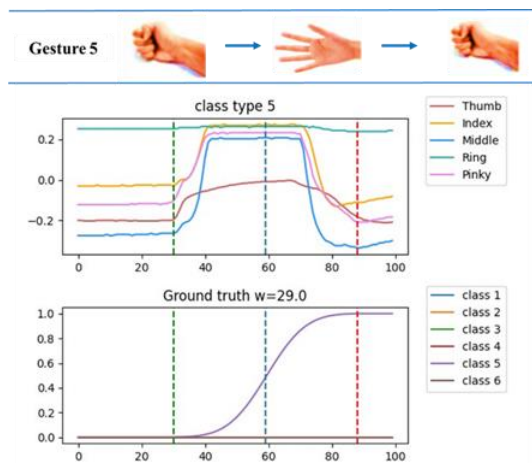 Gesture 5
class type 5
0.2
0.0
−0.2
0
20
40
60
80
100
Thumb
Index
Middle
Ring
Pinky
Ground truth w=29.0
1.0
0.8
0.6
0.4
0.2
0.0
0
20
40
60
80
100
class 1
class 2
class 3
class 4
class 5
class 6